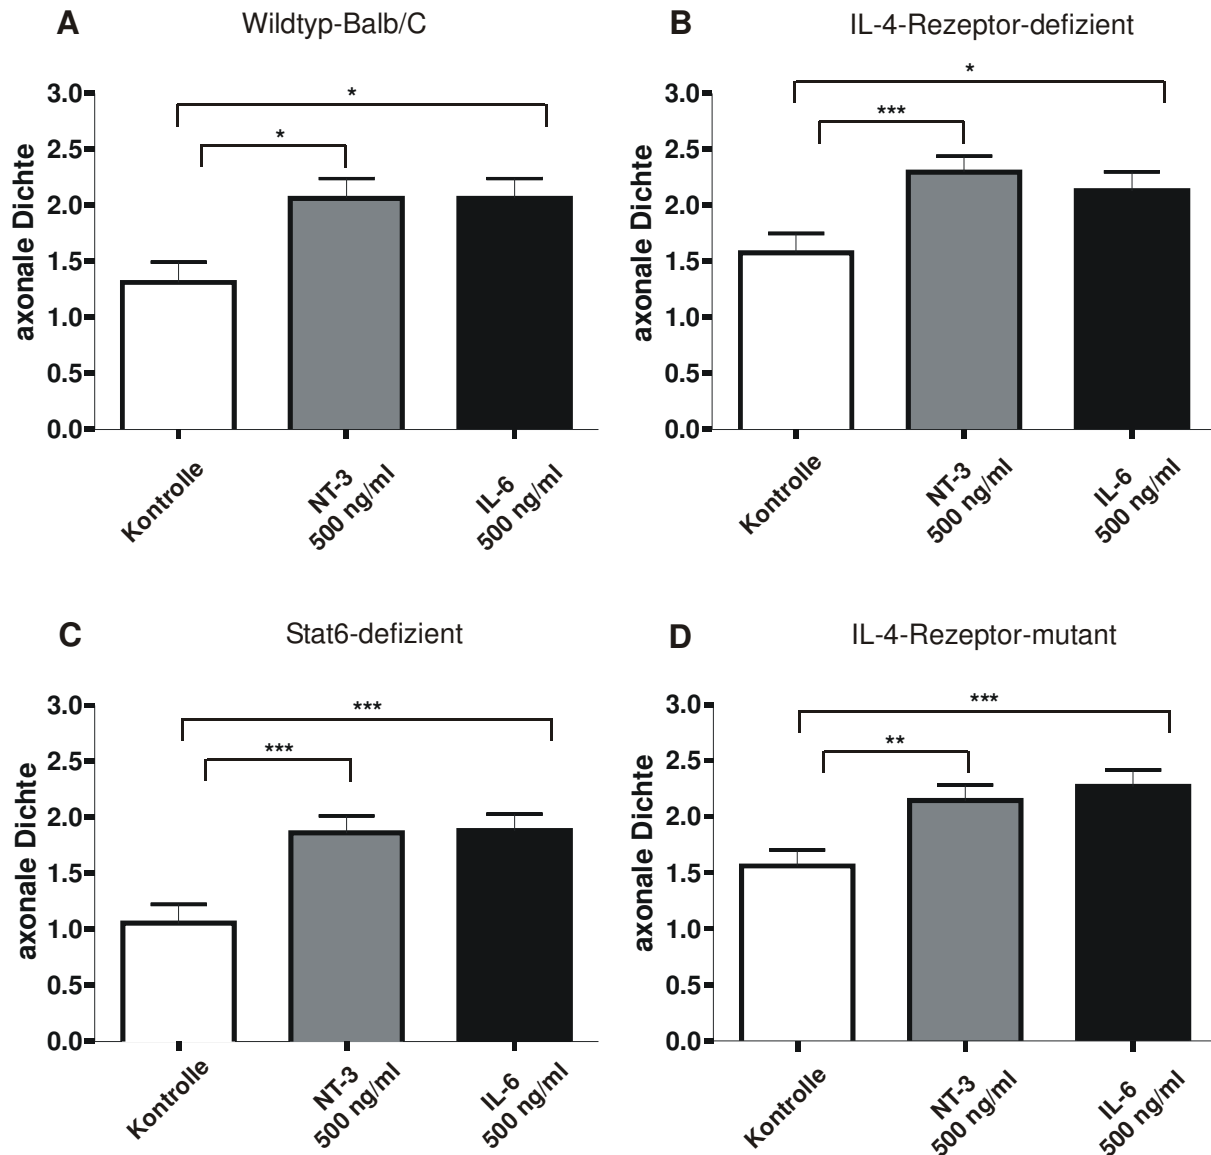 A
Wildtyp-Balb/C
axonale Dichte
3.0
2.5
2.0
1.5
1.0
0.5
0.0
*
*
Kontrolle
NT-3
500 ng/ml
IL-6
500 ng/ml
B
IL-4-Rezeptor-defizient
axonale Dichte
3.0
2.5
2.0
1.5
1.0
0.5
0.0
*
***
Kontrolle
NT-3
500 ng/ml
IL-6
500 ng/ml
C
Stat6-defizient
axonale Dichte
3.0
2.5
2.0
1.5
1.0
0.5
0.0
***
***
Kontrolle
NT-3
500 ng/ml
IL-6
500 ng/ml
D
IL-4-Rezeptor-mutant
axonale Dichte
3.0
2.5
2.0
1.5
1.0
0.5
0.0
***
**
Kontrolle
NT-3
500 ng/ml
IL-6
500 ng/ml